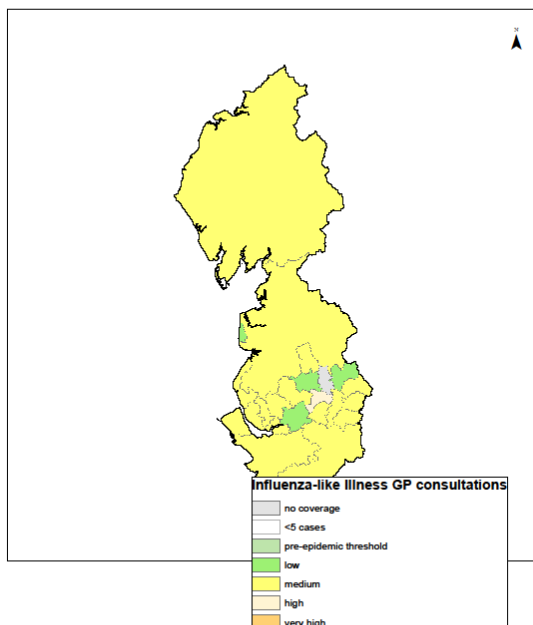 N
Influenza-like Illness GP consultations
no coverage
<5 cases
pre-epidemic threshold
low
medium
high
very high